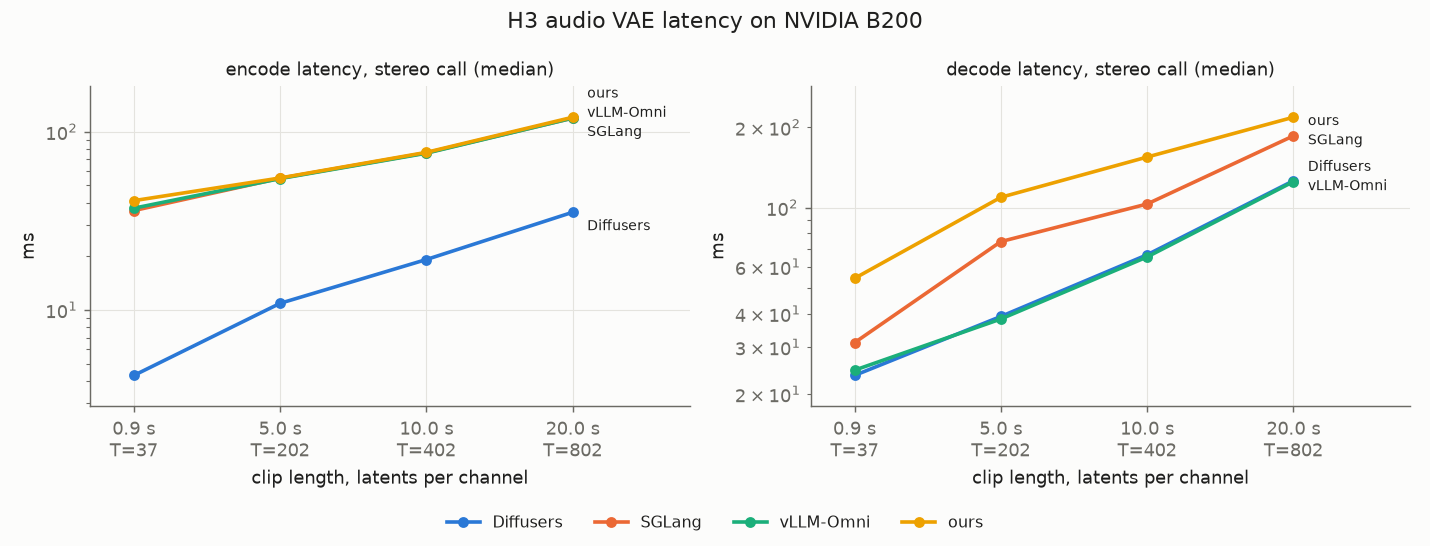 H3 audio VAE latency on NVIDIA B200
encode latency, stereo call (median)
ms
10²
10¹
ours
vLLM-Omni
SGLang
Diffusers
0.9 s
T=37
5.0 s
T=202
10.0 s
T=402
20.0 s
T=802
clip length, latents per channel
decode latency, stereo call (median)
ms
2 × 10²
10²
6 × 10¹
4 × 10¹
3 × 10¹
2 × 10¹
ours
SGLang
Diffusers
vLLM-Omni
0.9 s
T=37
5.0 s
T=202
10.0 s
T=402
20.0 s
T=802
clip length, latents per channel
Diffusers
SGLang
vLLM-Omni
ours